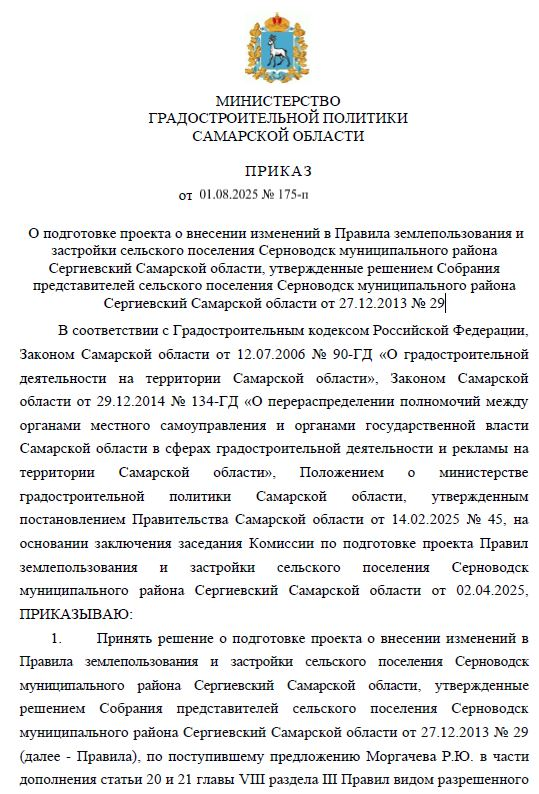 МИНИСТЕРСТВО
ГРАДОСТРОИТЕЛЬНОЙ ПОЛИТИКИ
САМАРСКОЙ ОБЛАСТИ
ПРИКАЗ
от 01.08.2025 № 175-п
О подготовке проекта о внесении изменений в Правила землепользования и
застройки сельского поселения Серноводск муниципального района
Сергиевский Самарской области, утвержденные решением Собрания
представителей сельского поселения Серноводск муниципального района
Сергиевский Самарской области от 27.12.2013 № 29
В соответствии с Градостроительным кодексом Российской Федерации,
Законом Самарской области от 12.07.2006 № 90-ГД «О градостроительной
деятельности на территории Самарской области», Законом Самарской
области от 29.12.2014 № 134-ГД «О перераспределении полномочий между
органами местного самоуправления и органами государственной власти
Самарской области в сферах градостроительной деятельности и рекламы на
территории Самарской области», Положением о министерстве
градостроительной политики Самарской области, утвержденным
постановлением Правительства Самарской области от 14.02.2025 № 45, на
основании заключения заседания Комиссии по подготовке проекта Правил
землепользования и застройки сельского поселения Серноводск
муниципального района Сергиевский Самарской области от 02.04.2025,
ПРИКАЗЫВАЮ:
1. Принять решение о подготовке проекта о внесении изменений в
Правила землепользования и застройки сельского поселения Серноводск
муниципального района Сергиевский Самарской области, утвержденные
решением Собрания представителей сельского поселения Серноводск
муниципального района Сергиевский Самарской области от 27.12.2013 № 29
(далее - Правила), по поступившему предложению Моргачева Р.Ю. в части
дополнения статьи 20 и 21 главы VIII раздела III Правил видом разрешенного